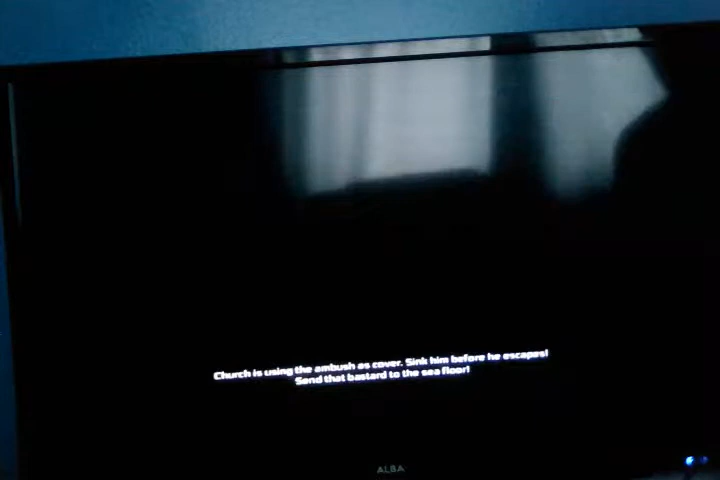 Church is using the ambush as cover. Sink him before he escapes!
Send that bastard to the sea floor!
ALBA